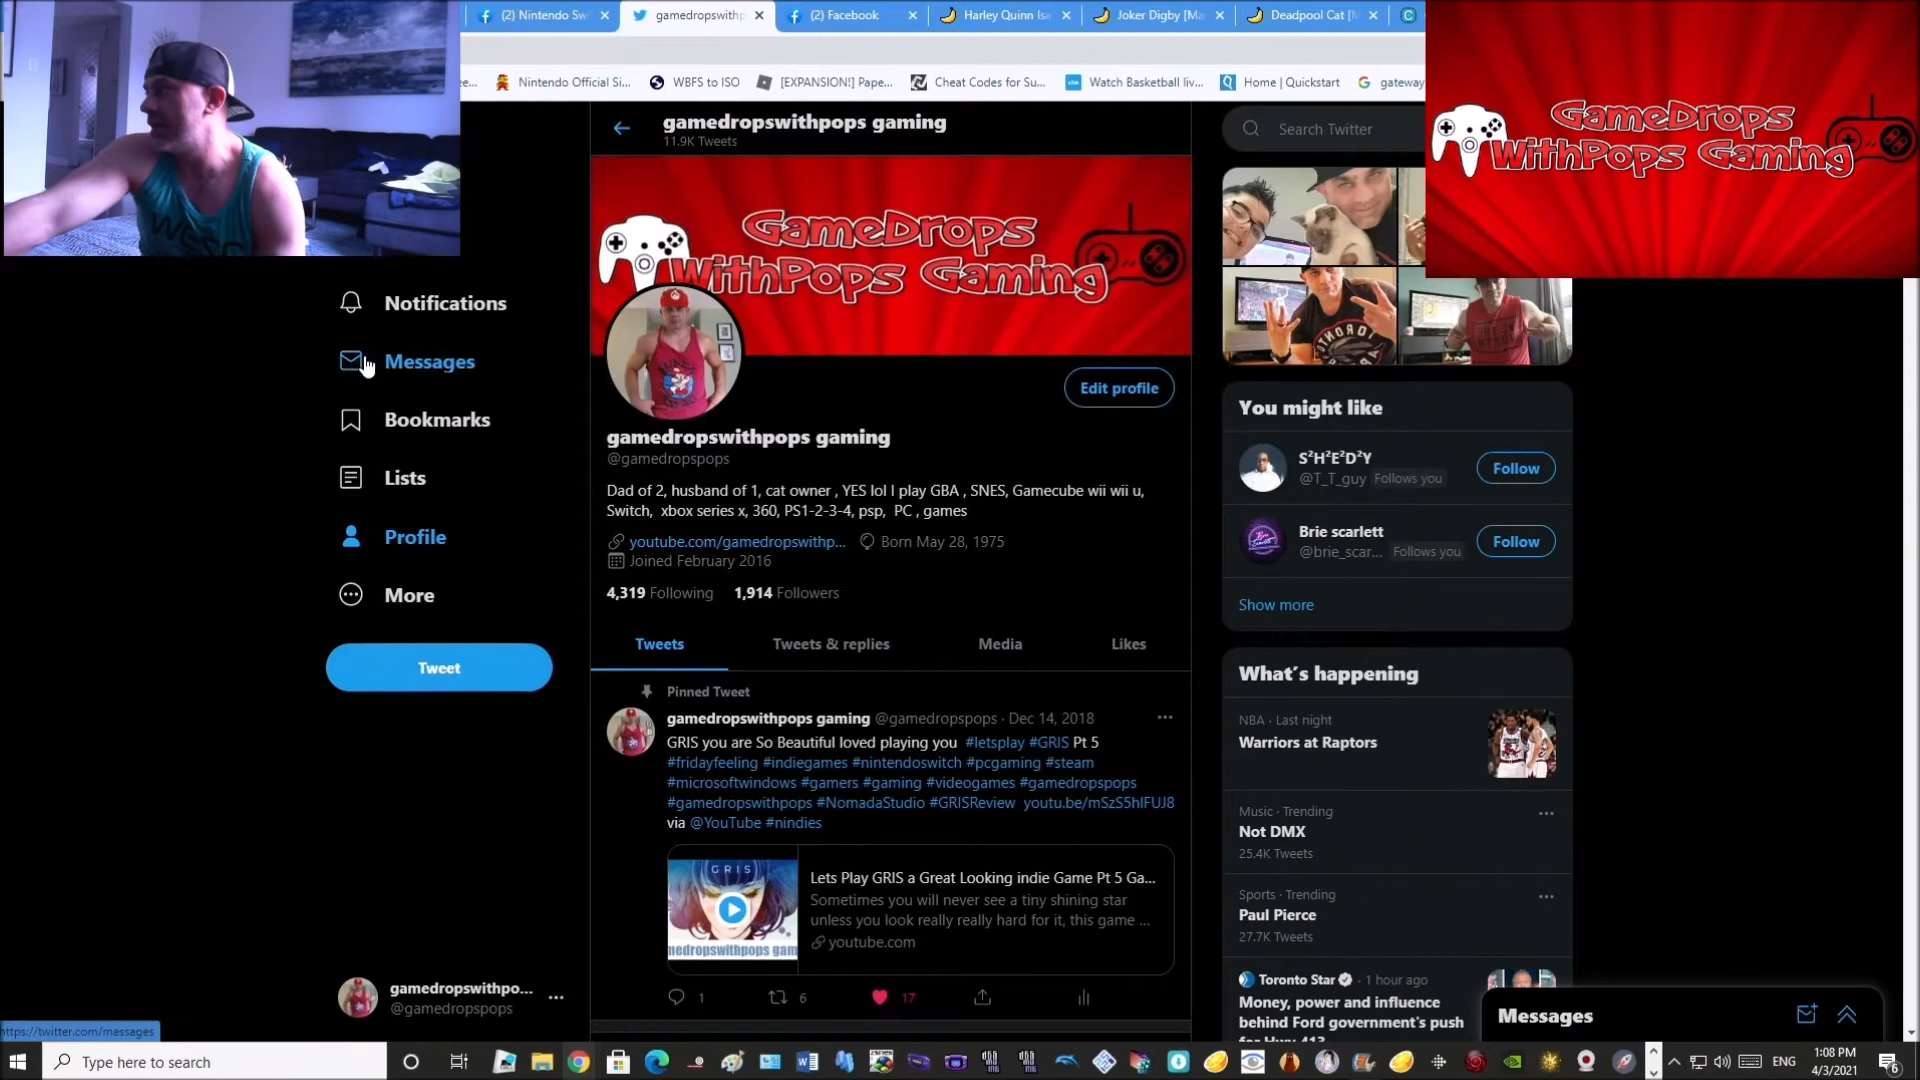 (2) Nintendo Sw
gamedropswithp
(2) Facebook
Harley Quinn Isa
Joker Digby [Ma
Deadpool Cat [M
Nintendo Official Si...
WBFS to ISO
[EXPANSION!] Pape...
Cheat Codes for Su...
Watch Basketball liv...
Home | Quickstart
gateway
gamedropswithpops gaming
11.9K Tweets
Search Twitter
GameDrops
WithPops Gaming
GameDrops
WithPops Gaming
Notifications
Messages
Bookmarks
Lists
Profile
More
Tweet
gamedropswithpo...
@gamedropspops
https://twitter.com/messages
Edit profile
gamedropswithpops gaming
@gamedropspops
Dad of 2, husband of 1, cat owner , YES lol I play GBA , SNES, Gamecube wii wii u,
Switch, xbox series x, 360, PS1-2-3-4, psp, PC , games
youtube.com/gamedropswithp...
Born May 28, 1975
Joined February 2016
4,319 Following 1,914 Followers
Tweets
Tweets & replies
Media
Likes
Pinned Tweet
gamedropswithpops gaming @gamedropspops · Dec 14, 2018
GRIS you are So Beautiful loved playing you #letsplay #GRIS Pt 5
#fridayfeeling #indiegames #nintendoswitch #pcgaming #steam
#microsoftwindows #gamers #gaming #videogames #gamedropspops
#gamedropswithpops #NomadaStudio #GRISReview youtu.be/mSzS5hIFUJ8
via @YouTube #nindies
GRIS
medropswithpops gam
Lets Play GRIS a Great Looking indie Game Pt 5 Ga...
Sometimes you will never see a tiny shining star
unless you look really really hard for it, this game ...
youtube.com
1
6
17
You might like
S²H²E²D²Y
@T_T_guy Follows you
Follow
Brie scarlett
@brie_scar... Follows you
Follow
Show more
What's happening
NBA · Last night
Warriors at Raptors
Music · Trending
Not DMX
25.4K Tweets
Sports · Trending
Paul Pierce
27.7K Tweets
Toronto Star · 1 hour ago
Money, power and influence
behind Ford government's push
for Hwy 413
Messages
Type here to search
ENG
1:08 PM
4/3/2021
6